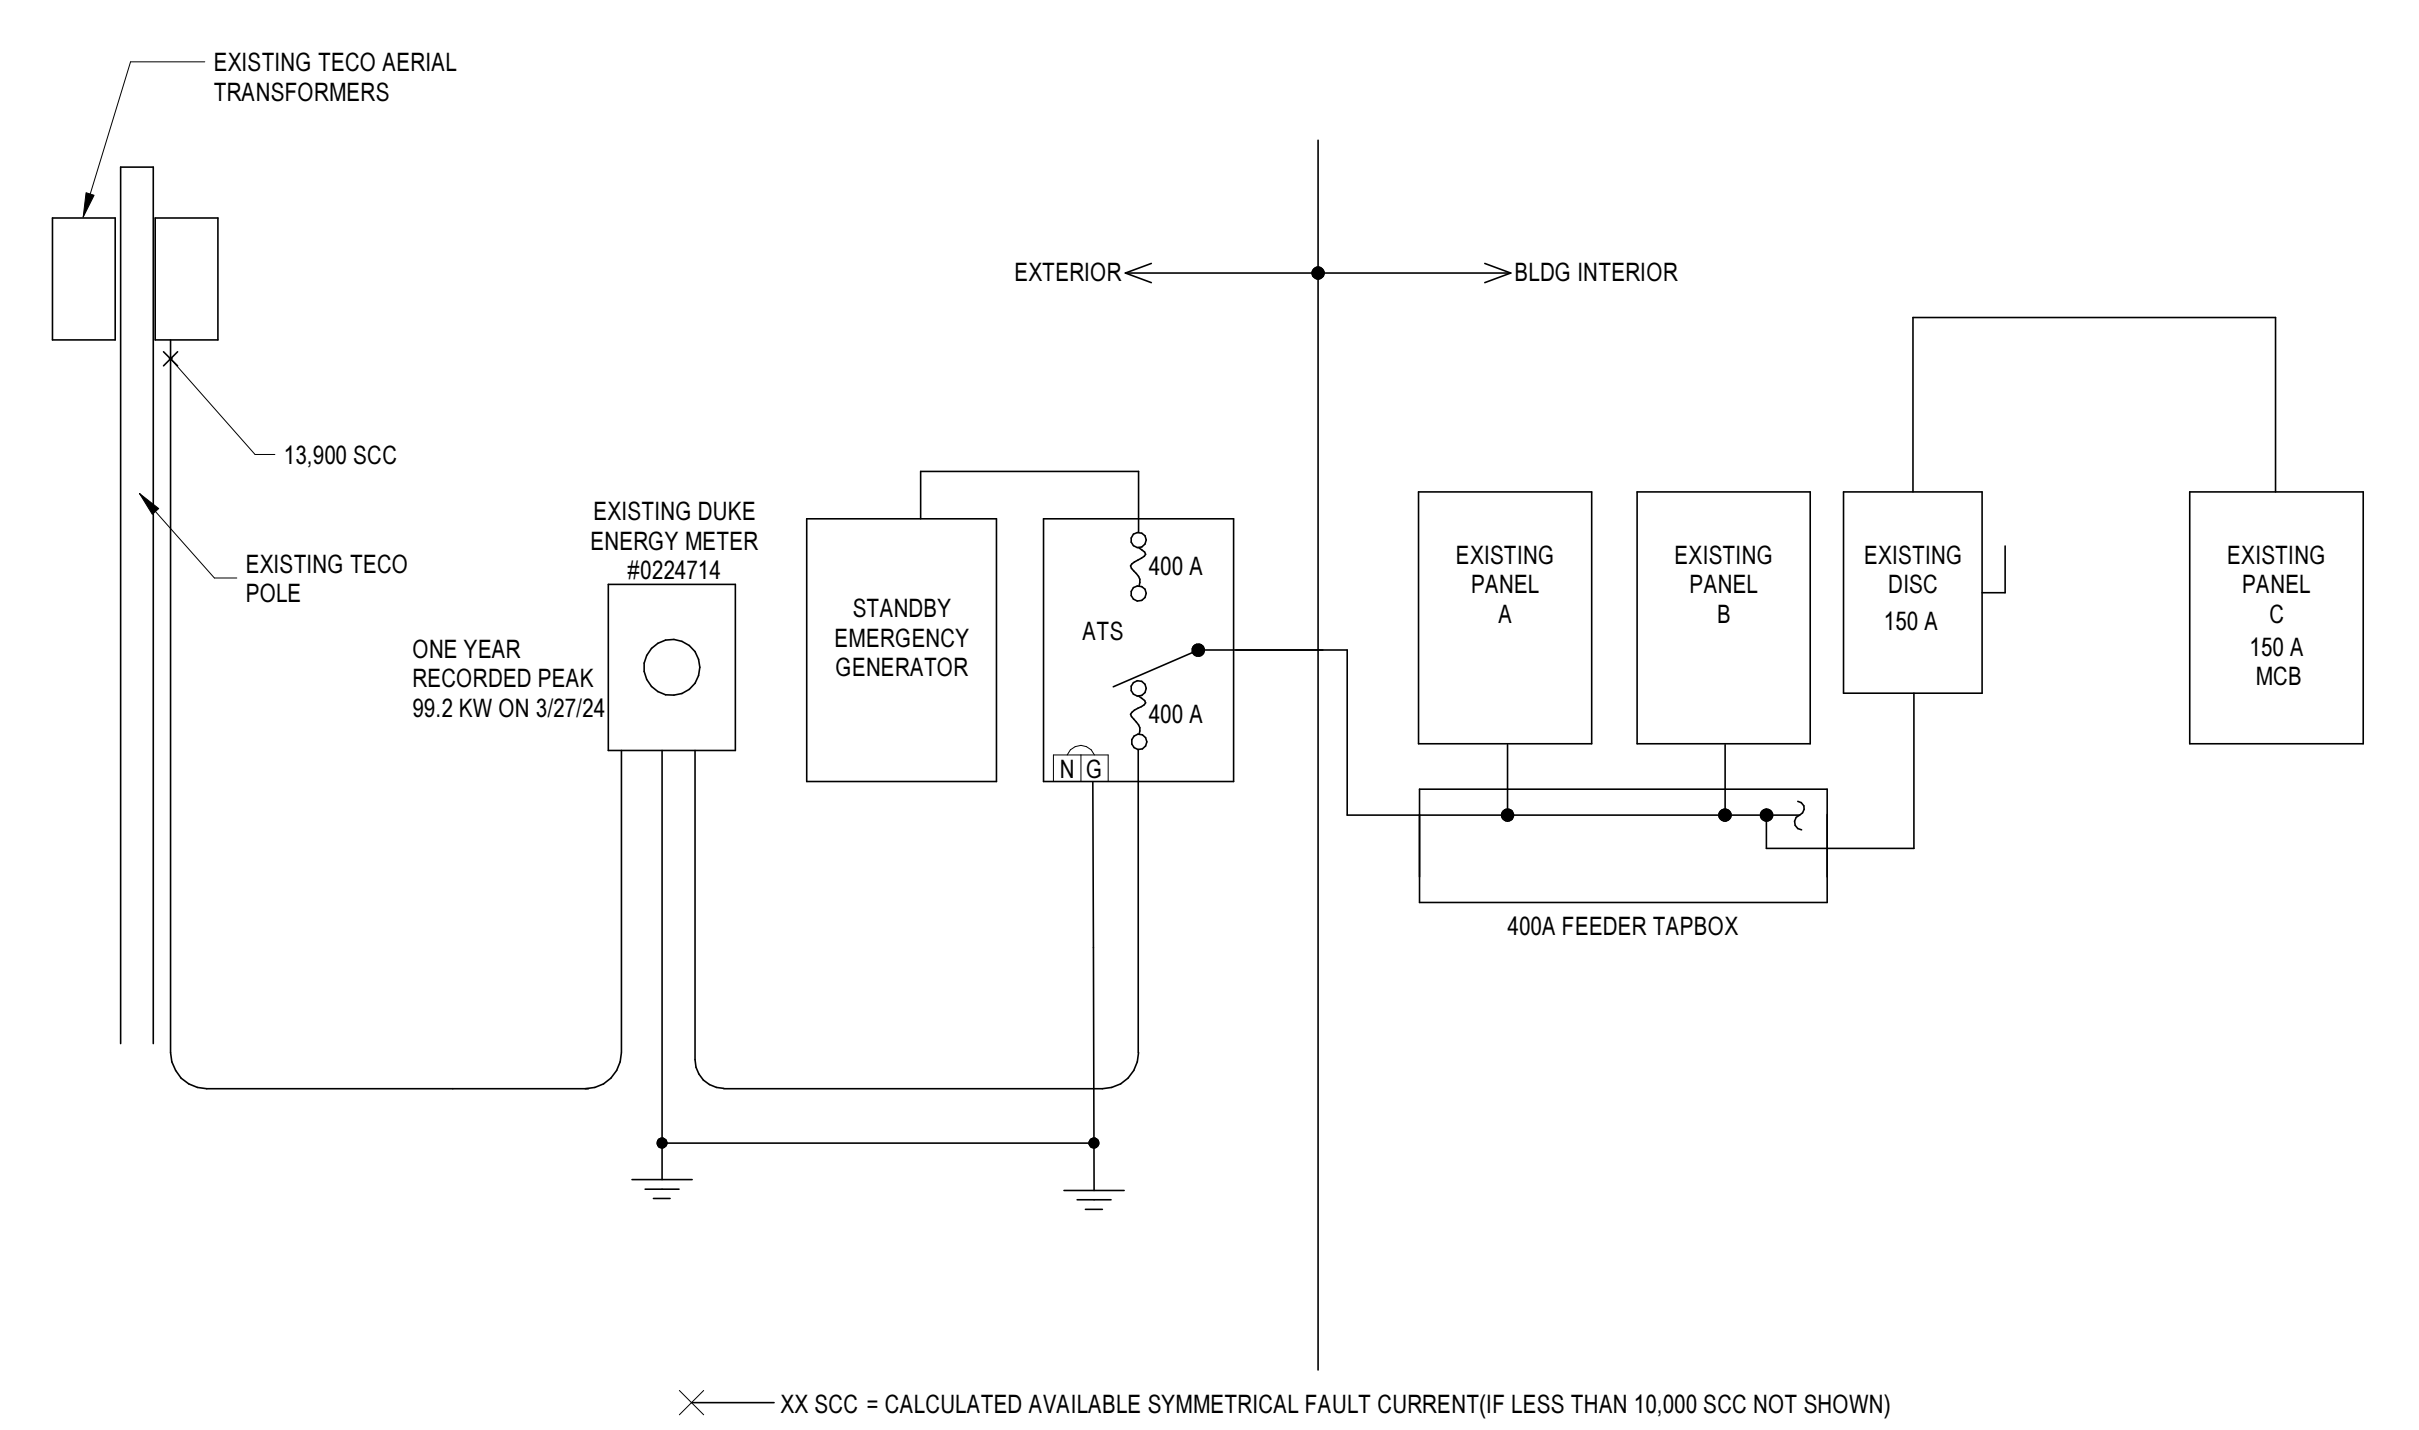 EXISTING TECO AERIAL
TRANSFORMERS
EXTERIOR
BLDG INTERIOR
13,900 SCC
EXISTING TECO
POLE
EXISTING DUKE
ENERGY METER
#0224714
ONE YEAR
RECORDED PEAK
99.2 KW ON 3/27/24
STANDBY
EMERGENCY
GENERATOR
400 A
ATS
400 A
N G
EXISTING
PANEL
A
EXISTING
PANEL
B
EXISTING
DISC
150 A
EXISTING
PANEL
C
150 A
MCB
400A FEEDER TAPBOX
XX SCC = CALCULATED AVAILABLE SYMMETRICAL FAULT CURRENT(IF LESS THAN 10,000 SCC NOT SHOWN)